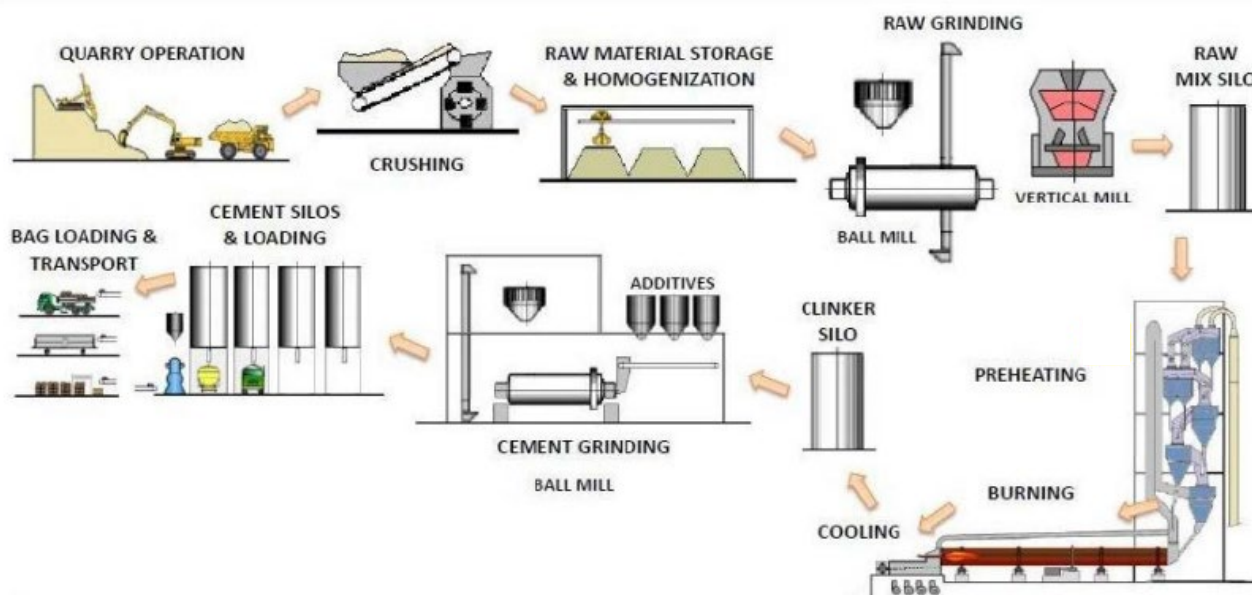 QUARRY OPERATION
CRUSHING
RAW MATERIAL STORAGE
& HOMOGENIZATION
RAW GRINDING
BALL MILL
VERTICAL MILL
RAW
MIX SILO
PREHEATING
BURNING
COOLING
CLINKER
SILO
ADDITIVES
CEMENT GRINDING
BALL MILL
CEMENT SILOS
& LOADING
BAG LOADING &
TRANSPORT